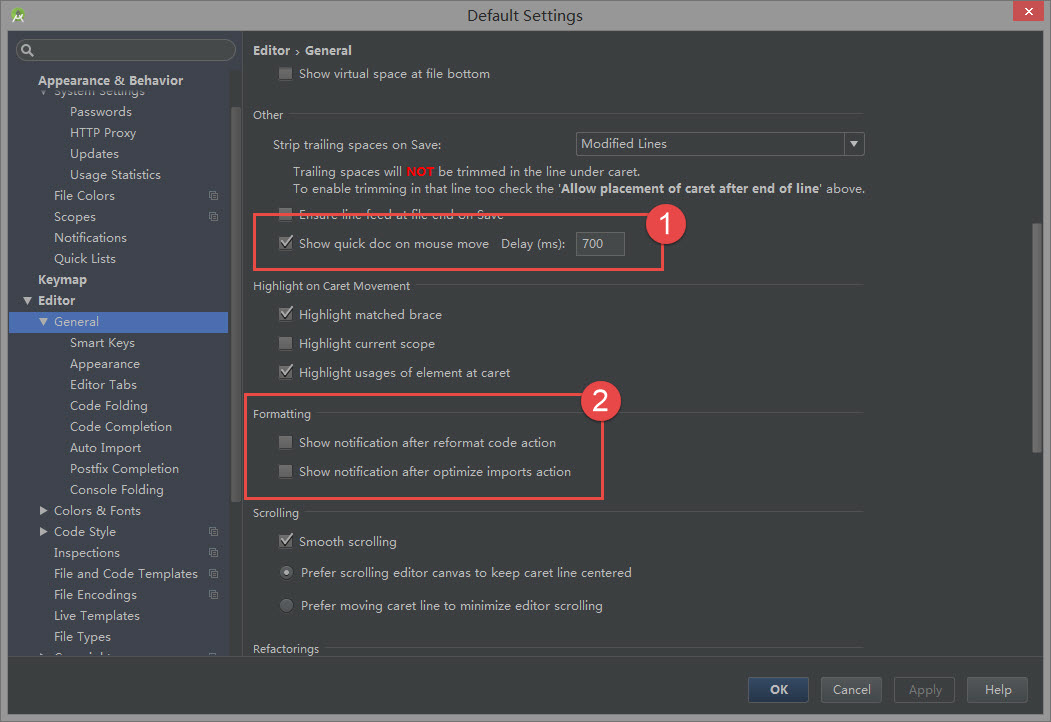 Default Settings
Appearance & Behavior
System Settings
Passwords
HTTP Proxy
Updates
Usage Statistics
File Colors
Scopes
Notifications
Quick Lists
Keymap
Editor
General
Smart Keys
Appearance
Editor Tabs
Code Folding
Code Completion
Auto Import
Postfix Completion
Console Folding
Colors & Fonts
Code Style
Inspections
File and Code Templates
File Encodings
Live Templates
File Types
Editor › General
Show virtual space at file bottom
Other
Strip trailing spaces on Save: Modified Lines
Trailing spaces will NOT be trimmed in the line under caret.
To enable trimming in that line too check the 'Allow placement of caret after end of line' above.
Ensure line feed at file end on Save
1
Show quick doc on mouse move Delay (ms): 700
Highlight on Caret Movement
Highlight matched brace
Highlight current scope
Highlight usages of element at caret
2
Formatting
Show notification after reformat code action
Show notification after optimize imports action
Scrolling
Smooth scrolling
Prefer scrolling editor canvas to keep caret line centered
Prefer moving caret line to minimize editor scrolling
Refactorings
OK Cancel Apply Help